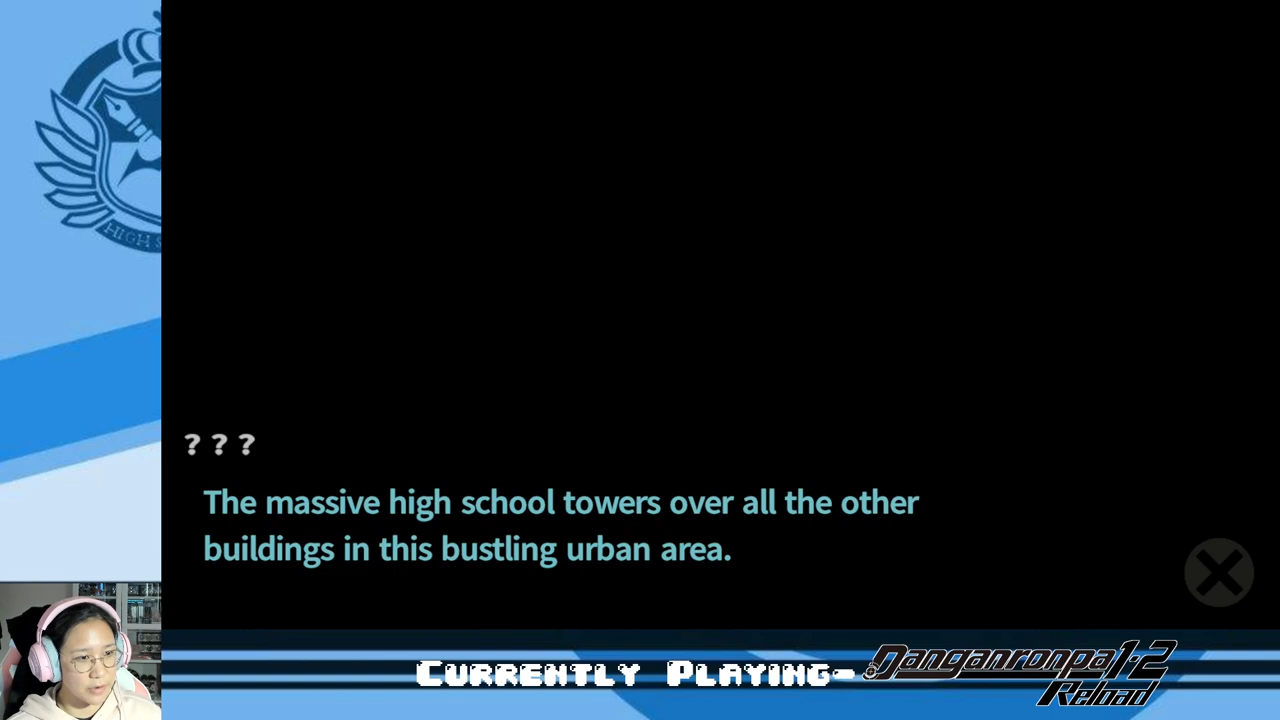 HIGH S
? ? ?
The massive high school towers over all the other
buildings in this bustling urban area.
Currently Playing-
Danganronpa 1·2
Reload